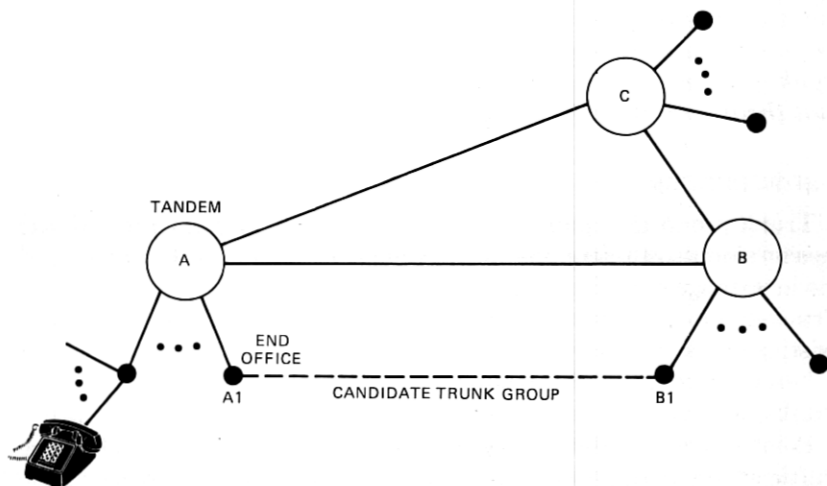 C
TANDEM
A
B
END
OFFICE
A1
CANDIDATE TRUNK GROUP
B1